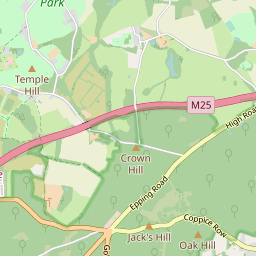 Park
Temple
Hill
M25
High Road
Crown
Hill
Epping Road
Coppice Row
Jack's Hill
Oak Hill